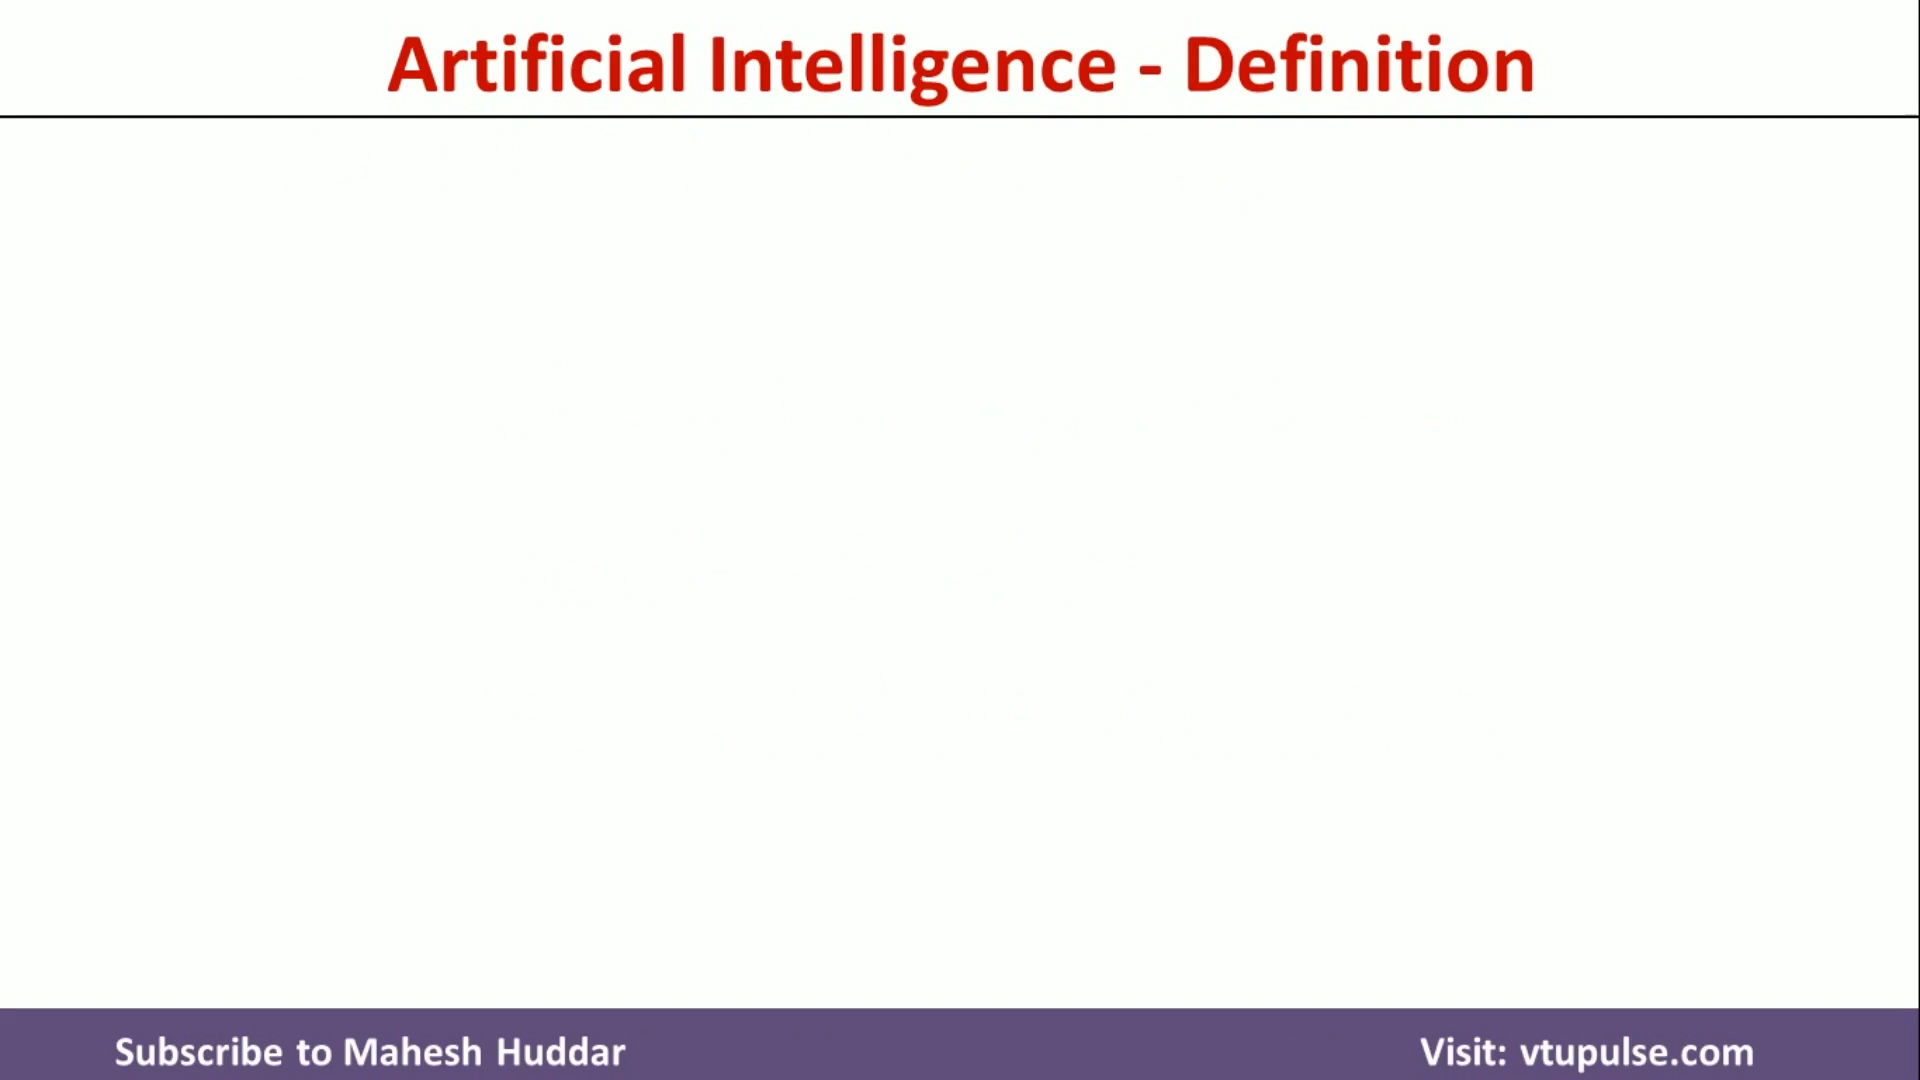 Artificial Intelligence - Definition
Subscribe to Mahesh Huddar
Visit: vtupulse.com